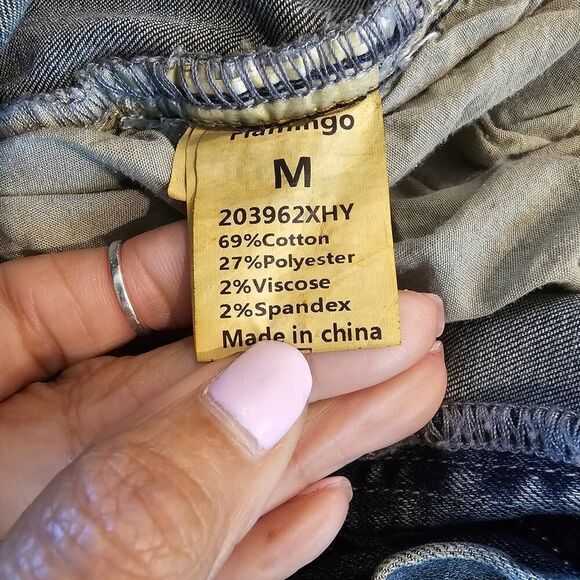 Flamingo
M
203962XHY
69%Cotton
27%Polyester
2%Viscose
2%Spandex
Made in china